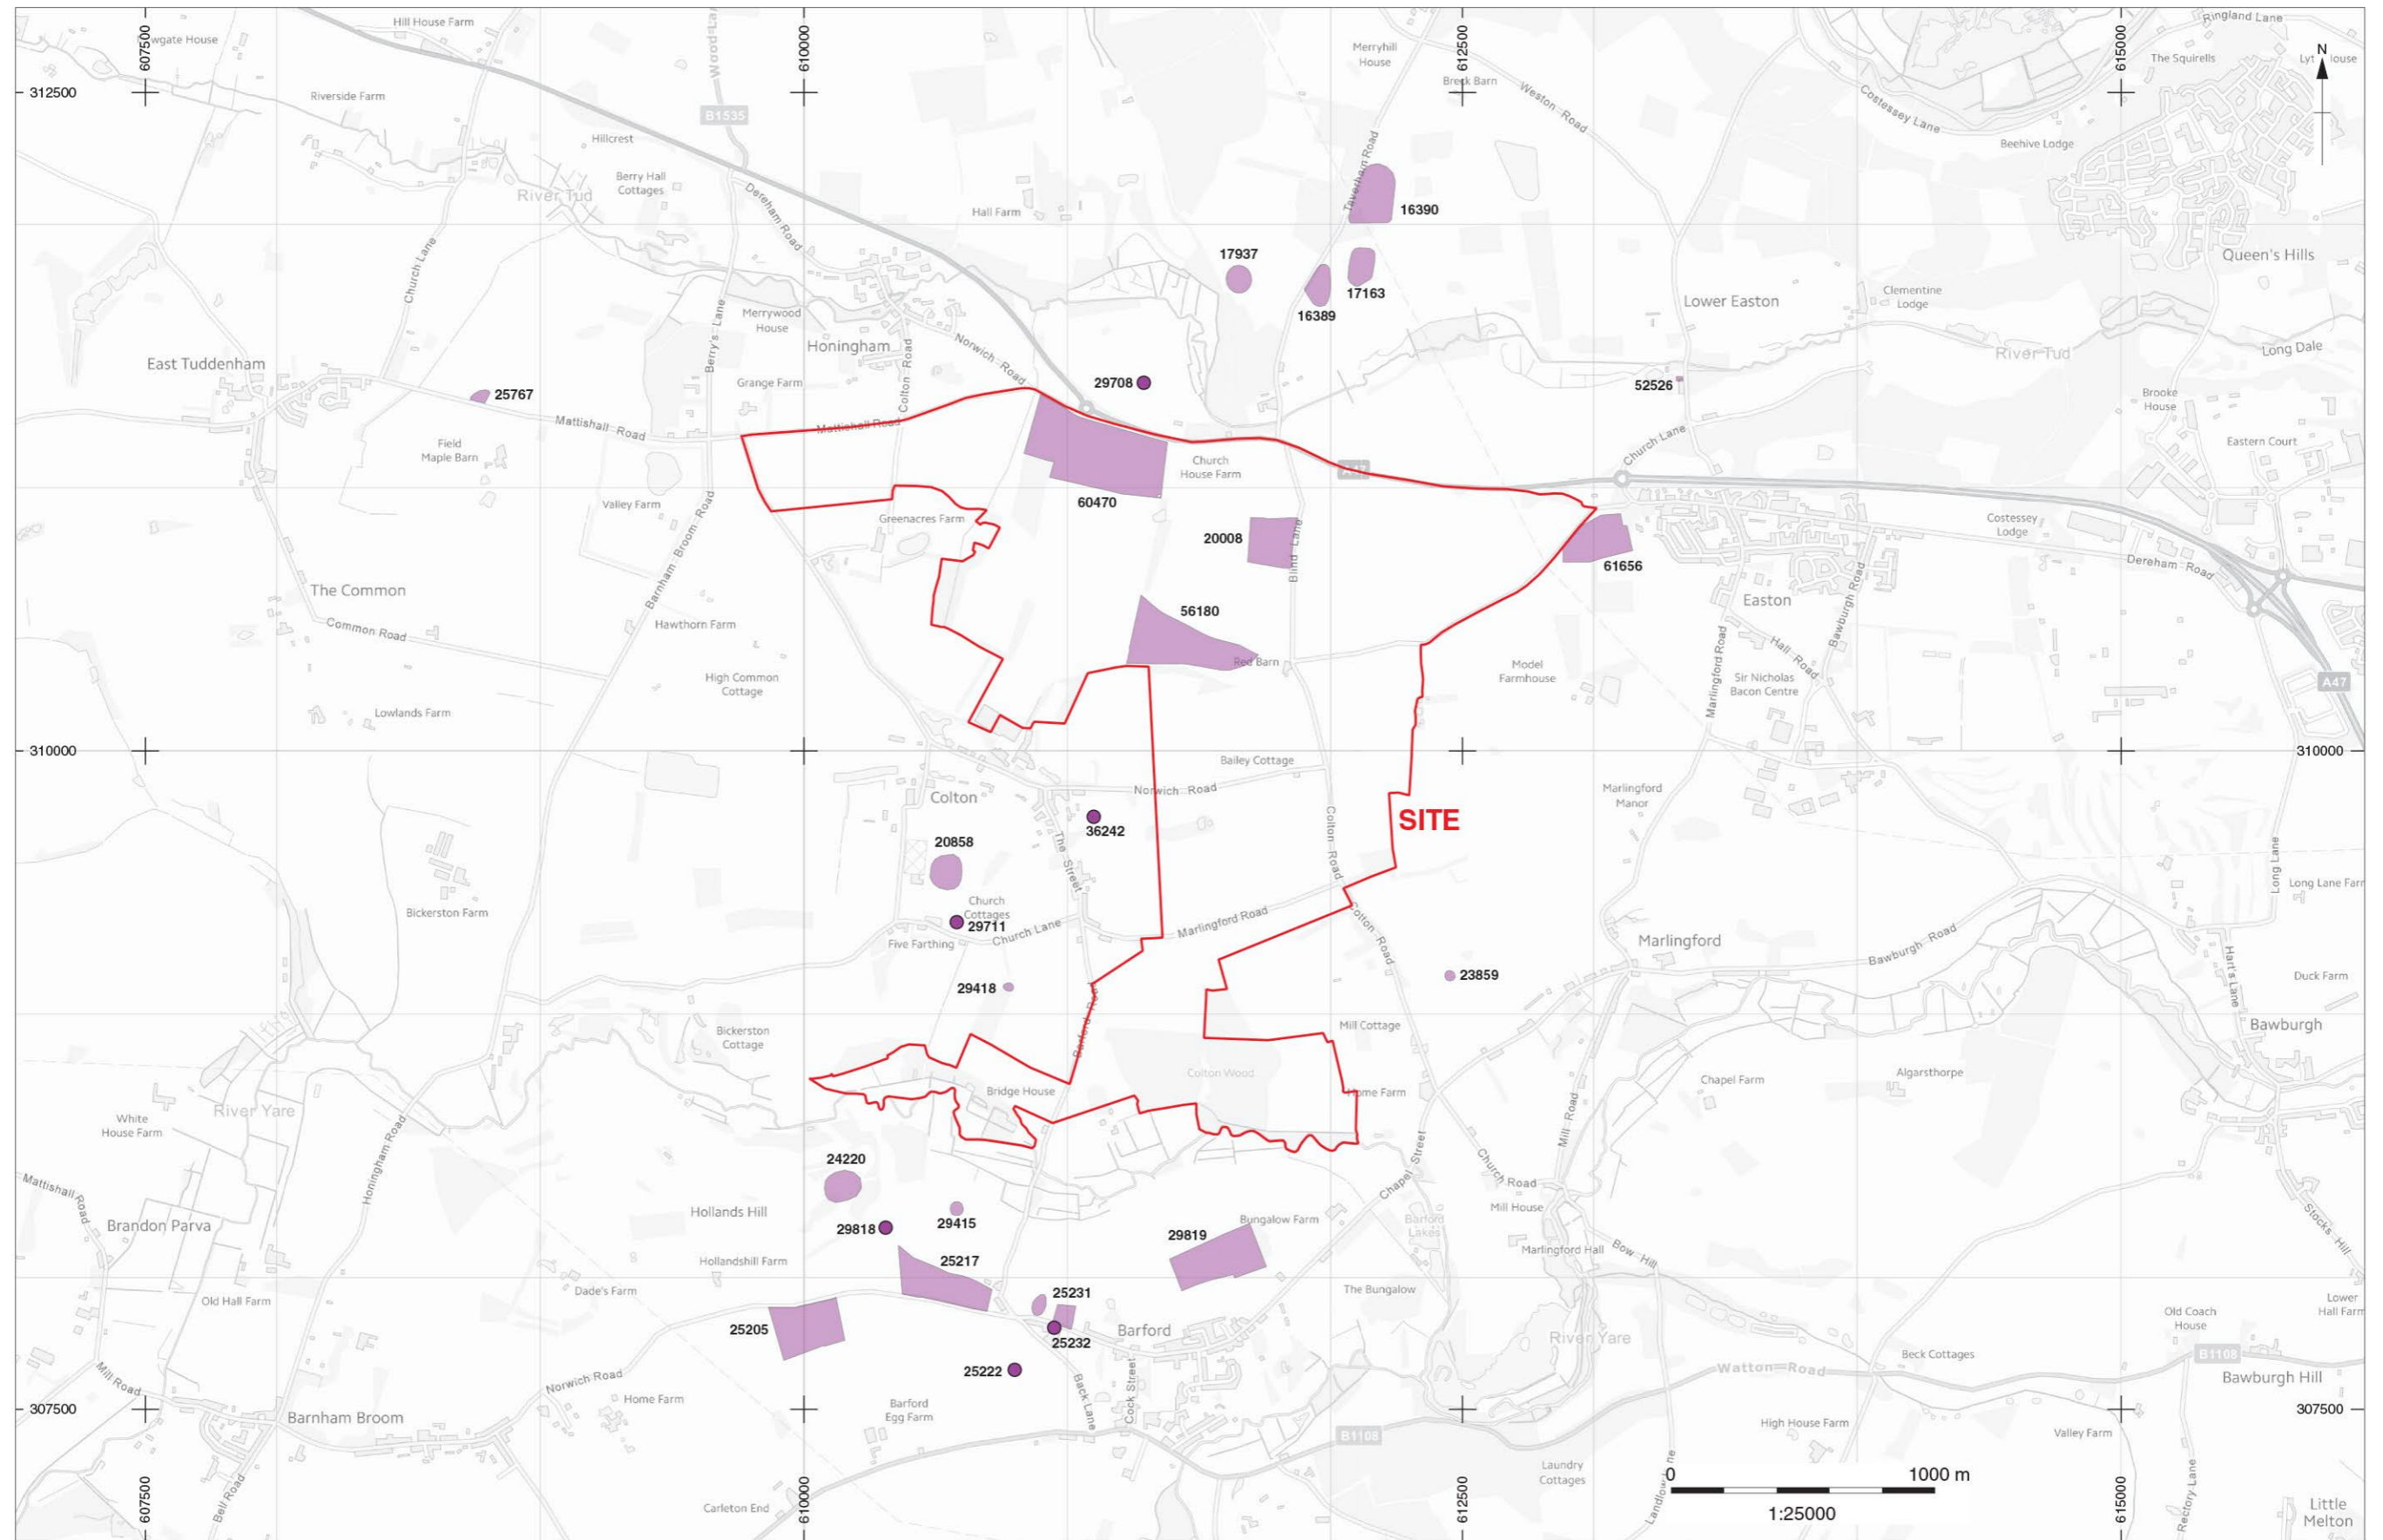 Hill House Farm
Ringland Lane
607500
610000
612500
615000
N
Merryhill
House
The Squirells
312500
Riverside Farm
Breck Barn
Weston Road
B1535
Costessey Lane
Hillcrest
Taverham Road
Beehive Lodge
Berry Hall
Cottages
River Tud
Dereham Road
Hall Farm
16390
Church Lane
17937
Queen's Hills
17163
Clementine
Lodge
Lower Easton
Merrywood
House
16389
Berry's Lane
Honingham
Norwich Road
River Tud
Long Dale
East Tuddenham
Colton Road
Grange Farm
29708
52526
25767
Brooke
House
Mattishall Road
Mattishall Road
Church Lane
Field
Maple Barn
Eastern Court
Church
House Farm
A47
Valley Farm
60470
Greenacres Farm
Costessey
Lodge
20008
Blind Lane
Barnham Broom Road
61656
Dereham Road
The Common
56180
Easton
Bawburgh Road
Common Road
Hawthorn Farm
Marlingford Road
Hall Road
Red Barn
Model
Farmhouse
High Common
Cottage
Sir Nicholas
Bacon Centre
A47
Lowlands Farm
310000
310000
Bailey Cottage
Norwich Road
Colton
Marlingford
Manor
SITE
36242
20858
The Street
Colton Road
Long Lane
Church
Cottages
Bickerston Farm
29711
Church Lane
Five Farthing
Marlingford Road
Colton Road
Marlingford
Bawburgh Road
23859
Hart's Lane
Duck Farm
29418
Barford Road
Bickerston
Cottage
Mill Cottage
Bawburgh
Colton Wood
Chapel Farm
Algarsthorpe
Bridge House
Home Farm
River Yare
White
House Farm
Honingham Road
Mill Road
Chapel Street
24220
Church Road
Mattishall Road
Hollands Hill
29415
Mill House
Stocks Hill
Brandon Parva
29818
29819
Bungalow Farm
Barford
Lakes
Marlingford Hall
Bow Hill
Hollandshill Farm
25217
Dade's Farm
25231
The Bungalow
Old Hall Farm
Lower
Hall Farm
Old Coach
House
25205
Barford
River Yare
25232
B1108
Beck Cottages
25222
Watton Road
Mill Road
Norwich Road
Back Lane
Cock Street
Bawburgh Hill
Home Farm
Barford
Egg Farm
307500
307500
Barnham Broom
High House Farm
B1108
Valley Farm
Laundry
Cottages
0
1000 m
Bell Road
607500
610000
612500
615000
Carleton End
Rectory Lane
1:25000
Little
Melton